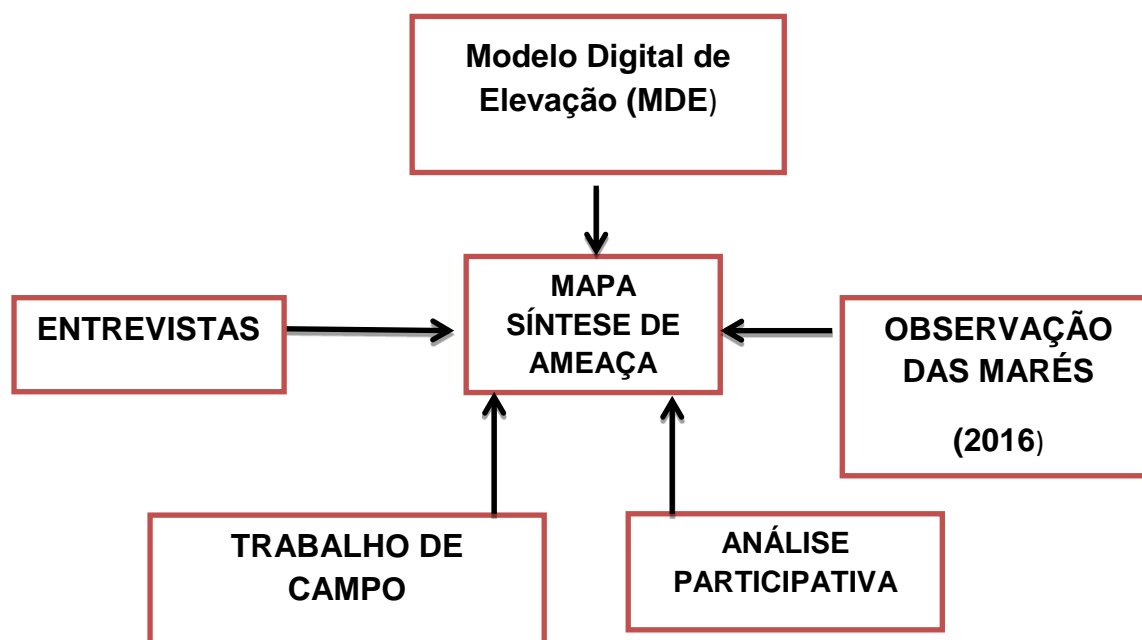 Modelo Digital de
Elevação (MDE)
MAPA
SÍNTESE DE
AMEAÇA
ENTREVISTAS
OBSERVAÇÃO
DAS MARÉS
(2016)
TRABALHO DE
CAMPO
ANÁLISE
PARTICIPATIVA